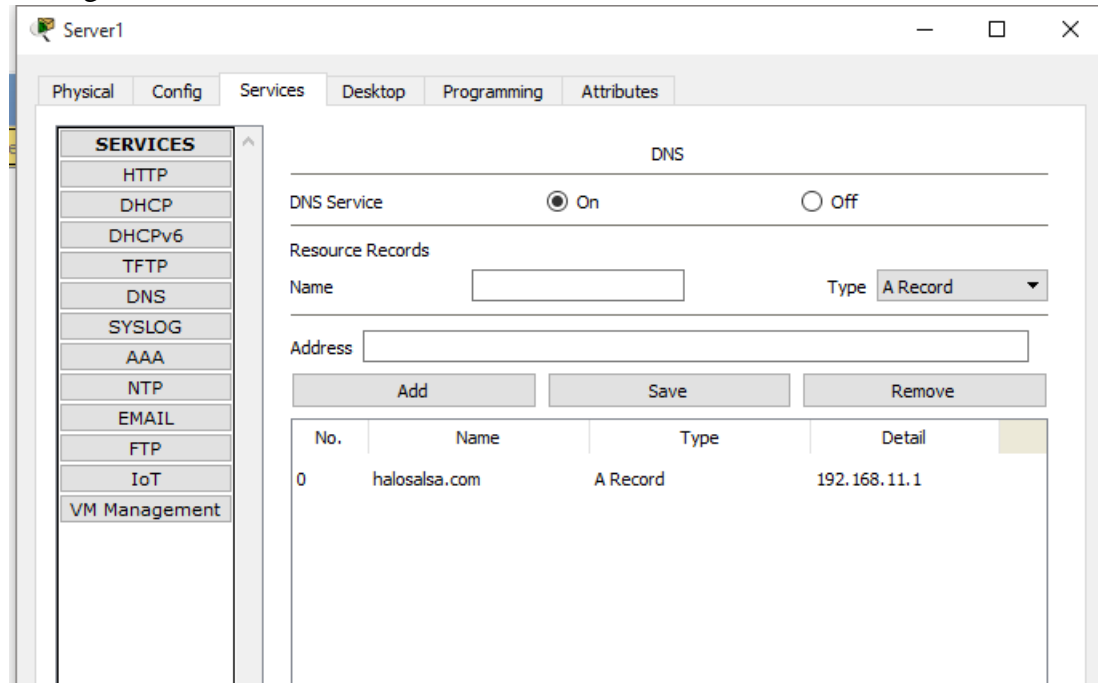 Server1
Physical Config Services Desktop Programming Attributes
SERVICES
HTTP
DHCP
DHCPv6
TFTP
DNS
SYSLOG
AAA
NTP
EMAIL
FTP
IoT
VM Management
DNS
DNS Service On Off
Resource Records
Name Type A Record
Address
Add Save Remove
No. Name Type Detail
0 halosalsa.com A Record 192.168.11.1